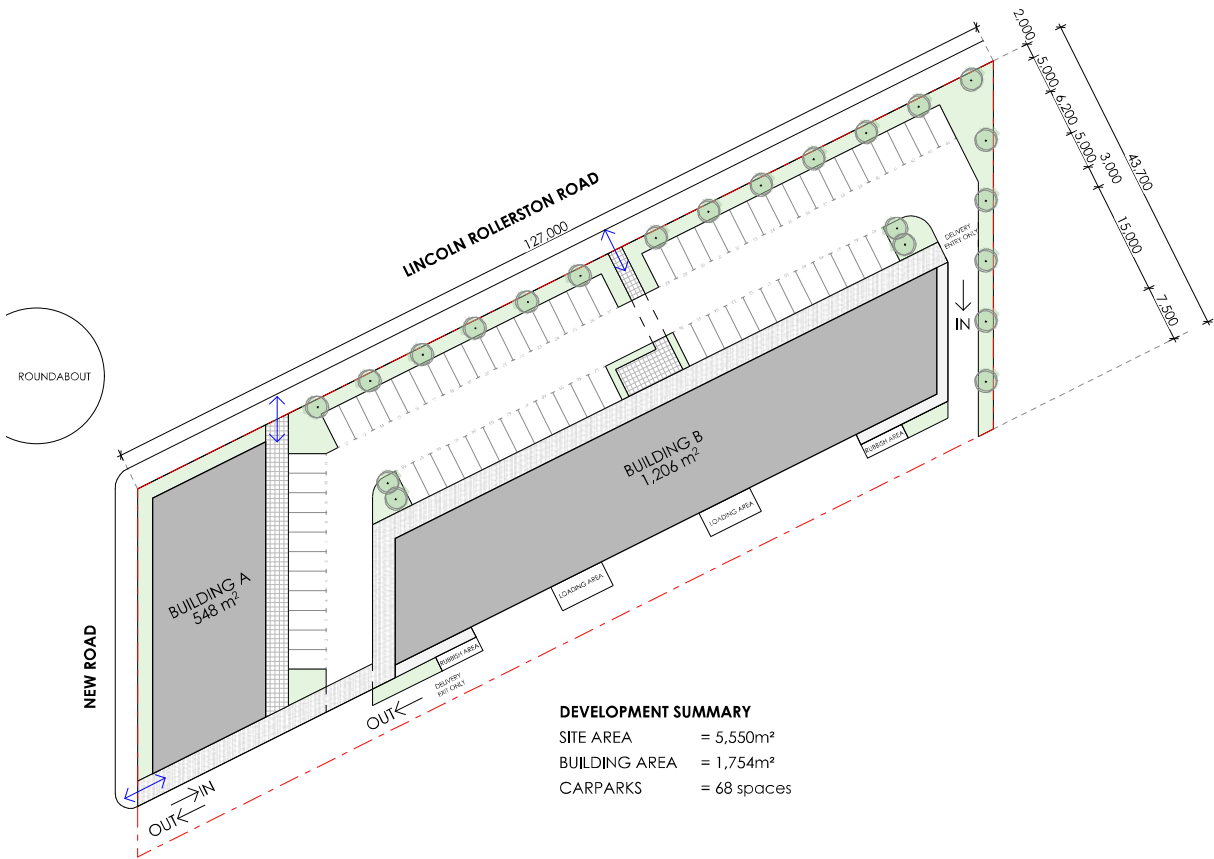 2,000
5,000
6,200
5,000
3,000
43,700
15,000
7,500
LINCOLN ROLLERSTON ROAD
127,000
DELIVERY
ENTRY ONLY
IN
ROUNDABOUT
BUILDING B
1,206 m²
RUBBISH AREA
LOADING AREA
LOADING AREA
BUILDING A
548 m²
RUBBISH AREA
DELIVERY
EXIT ONLY
NEW ROAD
OUT
IN
OUT
DEVELOPMENT SUMMARY
SITE AREA = 5,550m²
BUILDING AREA = 1,754m²
CARPARKS = 68 spaces